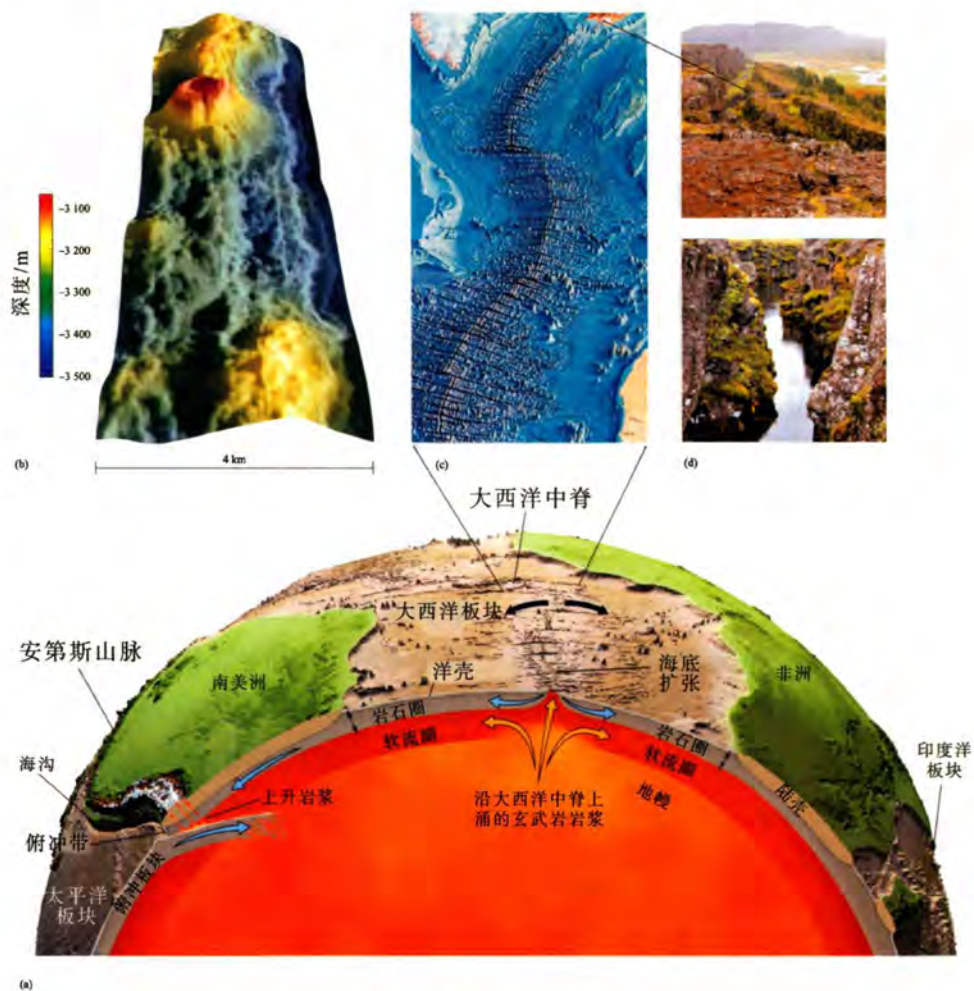 深度/m
−3 100
−3 200
−3 300
−3 400
−3 500
(b)
4 km
(c)
(d)
大西洋中脊
大西洋板块
安第斯山脉
南美洲
洋壳
海底
扩张
非洲
岩石圈
软流圈
岩石圈
软流圈
地幔
陆壳
印度洋
板块
海沟
上升岩浆
沿大西洋中脊上
涌的玄武岩岩浆
俯冲带
俯冲板块
太平洋
板块
(a)